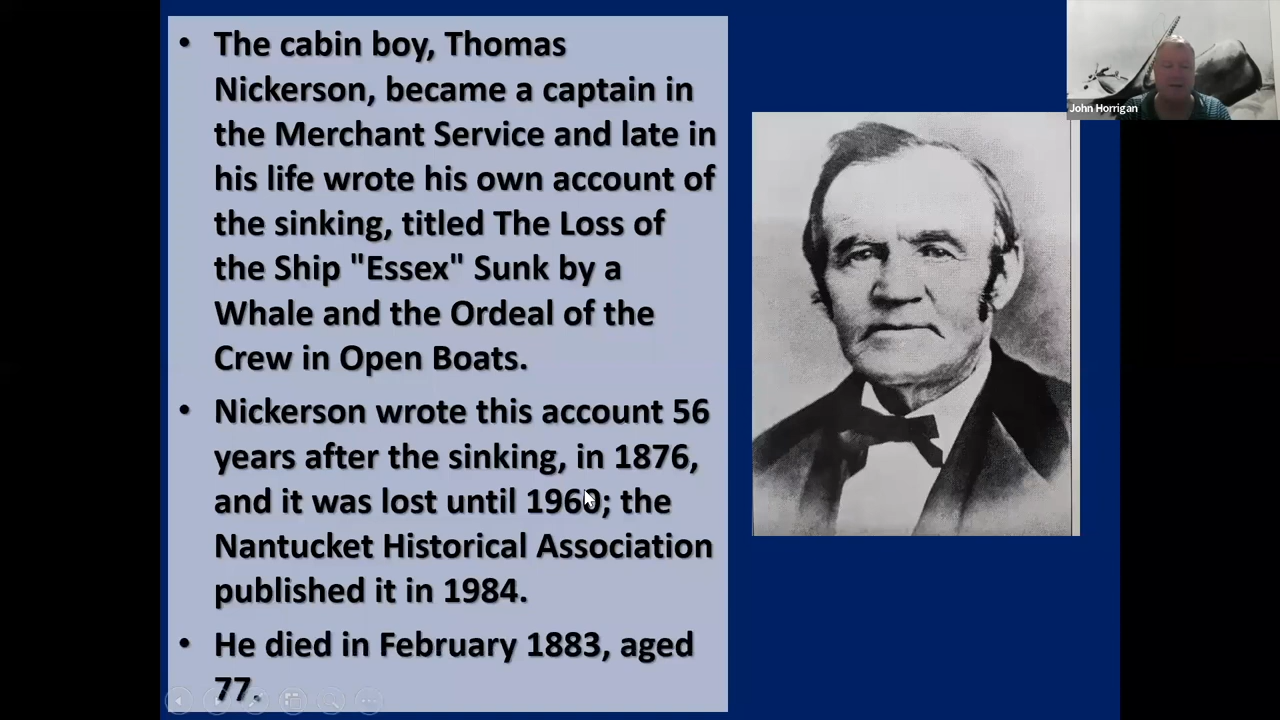 • The cabin boy, Thomas
Nickerson, became a captain in
the Merchant Service and late in
his life wrote his own account of
the sinking, titled The Loss of
the Ship "Essex" Sunk by a
Whale and the Ordeal of the
Crew in Open Boats.
• Nickerson wrote this account 56
years after the sinking, in 1876,
and it was lost until 1960; the
Nantucket Historical Association
published it in 1984.
• He died in February 1883, aged
77.
John Horrigan